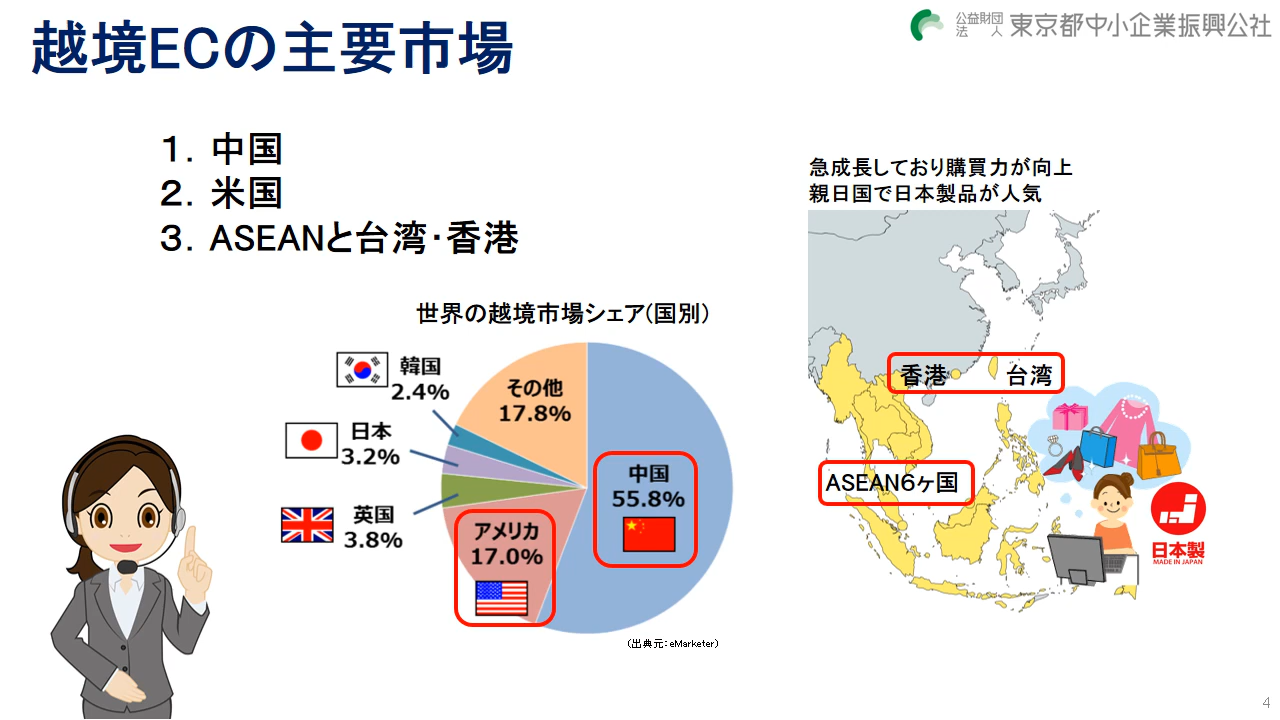 越境ECの主要市場
公益財団
法　　人
東京都中小企業振興公社
１．中国
２．米国
３．ASEANと台湾・香港
急成長しており購買力が向上
親日国で日本製品が人気
世界の越境市場シェア(国別)
韓国
2.4%
その他
17.8%
日本
3.2%
中国
55.8%
英国
3.8%
アメリカ
17.0%
（出典元：eMarketer）
香港
台湾
ASEAN6ヶ国
日本製
MADE IN JAPAN
4